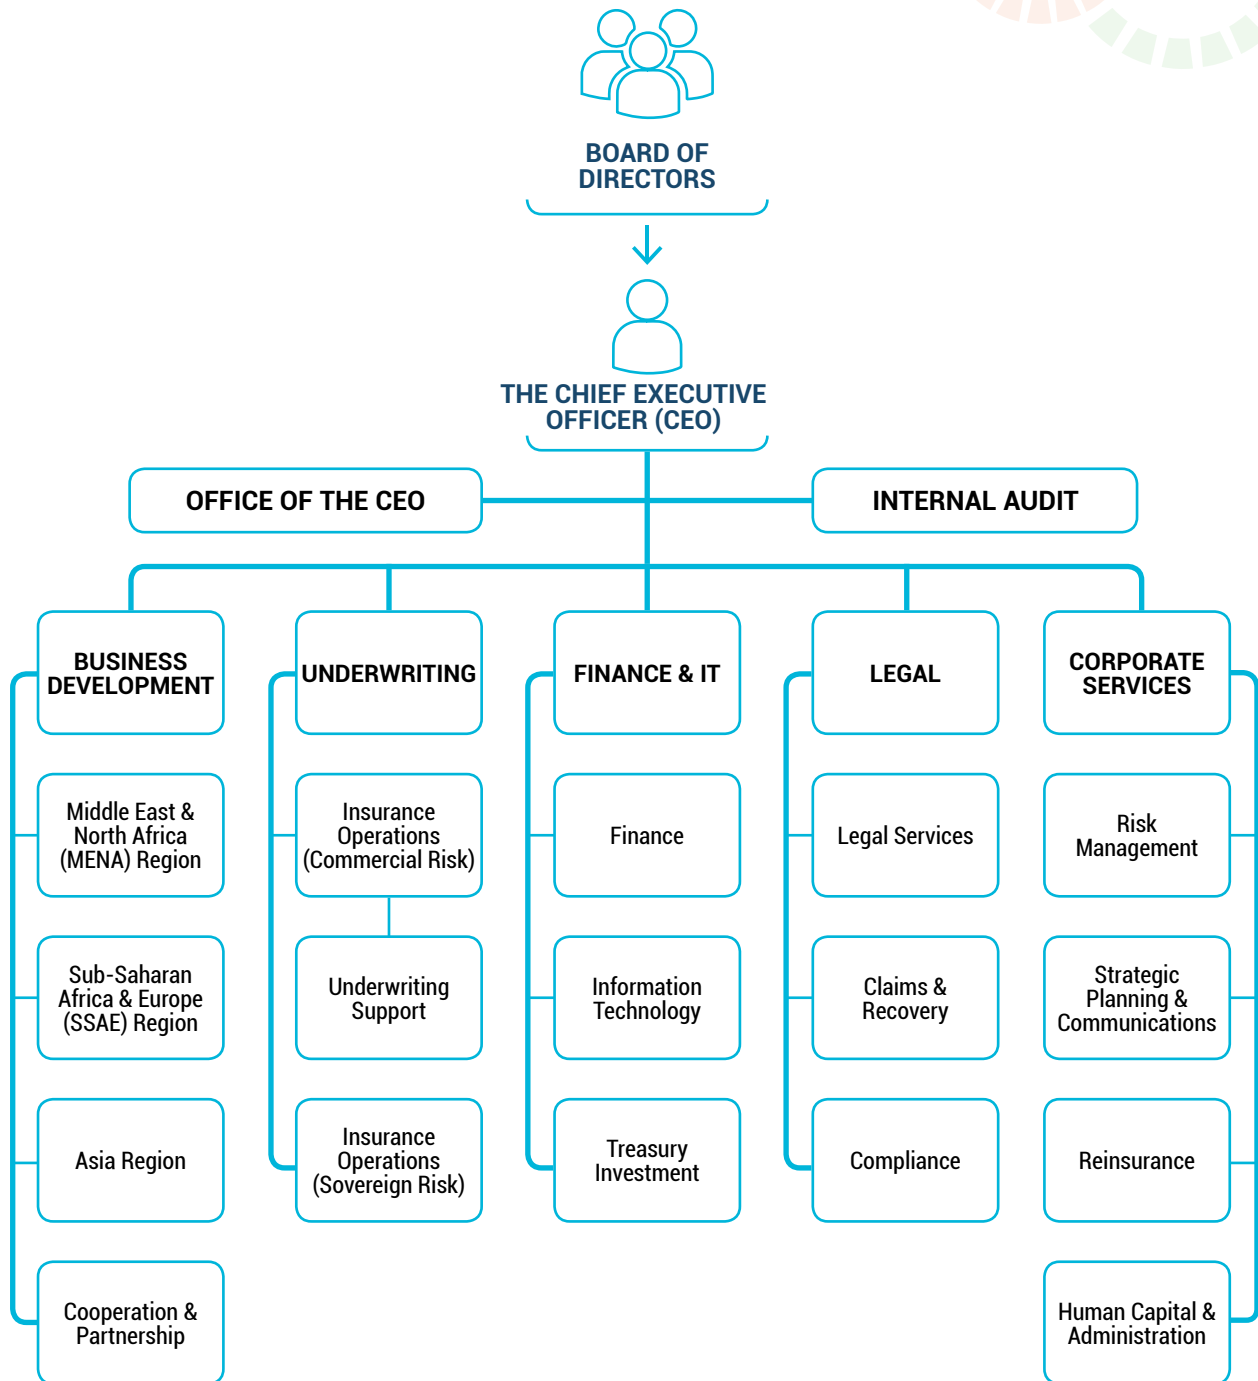 BOARD OF
DIRECTORS
THE CHIEF EXECUTIVE
OFFICER (CEO)
OFFICE OF THE CEO
INTERNAL AUDIT
BUSINESS
DEVELOPMENT
UNDERWRITING
FINANCE & IT
LEGAL
CORPORATE
SERVICES
Middle East &
North Africa
(MENA) Region
Insurance
Operations
(Commercial Risk)
Finance
Legal Services
Risk
Management
Sub-Saharan
Africa & Europe
(SSAE) Region
Underwriting
Support
Information
Technology
Claims &
Recovery
Strategic
Planning &
Communications
Asia Region
Insurance
Operations
(Sovereign Risk)
Treasury
Investment
Compliance
Reinsurance
Cooperation &
Partnership
Human Capital &
Administration